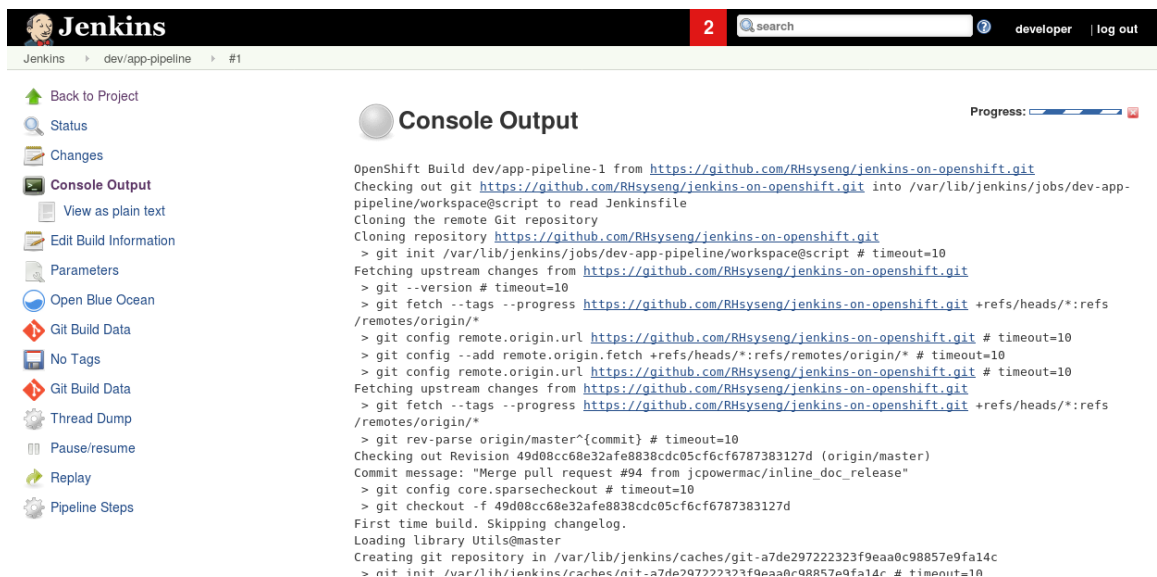 Jenkins
2
search
developer | log out
Jenkins dev/app-pipeline #1
Back to Project
Status
Changes
Console Output
View as plain text
Edit Build Information
Parameters
Open Blue Ocean
Git Build Data
No Tags
Git Build Data
Thread Dump
Pause/resume
Replay
Pipeline Steps
Console Output
Progress:
OpenShift Build dev/app-pipeline-1 from https://github.com/RHsyseng/jenkins-on-openshift.git
Checking out git https://github.com/RHsyseng/jenkins-on-openshift.git into /var/lib/jenkins/jobs/dev-app-
pipeline/workspace@script to read Jenkinsfile
Cloning the remote Git repository
Cloning repository https://github.com/RHsyseng/jenkins-on-openshift.git
> git init /var/lib/jenkins/jobs/dev-app-pipeline/workspace@script # timeout=10
Fetching upstream changes from https://github.com/RHsyseng/jenkins-on-openshift.git
> git --version # timeout=10
> git fetch --tags --progress https://github.com/RHsyseng/jenkins-on-openshift.git +refs/heads/*:refs
/remotes/origin/*
> git config remote.origin.url https://github.com/RHsyseng/jenkins-on-openshift.git # timeout=10
> git config --add remote.origin.fetch +refs/heads/*:refs/remotes/origin/* # timeout=10
> git config remote.origin.url https://github.com/RHsyseng/jenkins-on-openshift.git # timeout=10
Fetching upstream changes from https://github.com/RHsyseng/jenkins-on-openshift.git
> git fetch --tags --progress https://github.com/RHsyseng/jenkins-on-openshift.git +refs/heads/*:refs
/remotes/origin/*
> git rev-parse origin/master^{commit} # timeout=10
Checking out Revision 49d08cc68e32afe8838cdc05cf6cf6787383127d (origin/master)
Commit message: "Merge pull request #94 from jcpowermac/inline_doc_release"
> git config core.sparsecheckout # timeout=10
> git checkout -f 49d08cc68e32afe8838cdc05cf6cf6787383127d
First time build. Skipping changelog.
Loading library Utils@master
Creating git repository in /var/lib/jenkins/caches/git-a7de297222323f9eaa0c98857e9fa14c
> git init /var/lib/jenkins/caches/git-a7de297222323f9eaa0c98857e9fa14c # timeout=10